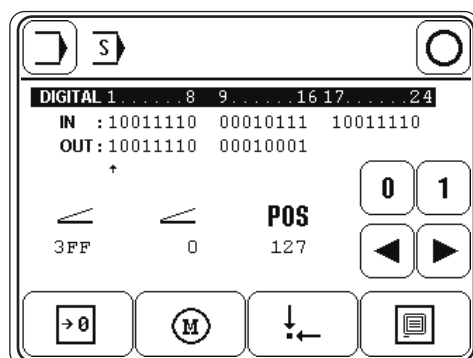 S
DIGITAL 1......8 9......16 17......24
IN :10011110 00010111 10011110
OUT:10011110 00010001
↑
0 1
POS
3FF 0 127
→0 M